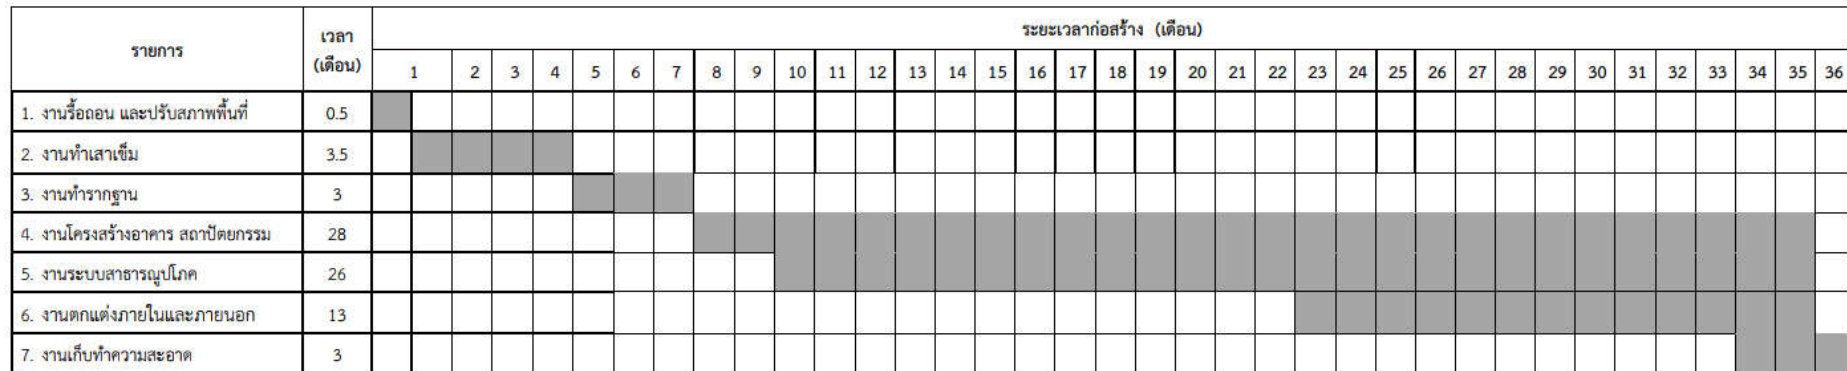 รายการ เวลา (เดือน) ระยะเวลาก่อสร้าง (เดือน)
1 2 3 4 5 6 7 8 9 10 11 12 13 14 15 16 17 18 19 20 21 22 23 24 25 26 27 28 29 30 31 32 33 34 35 36
1. งานรื้อถอน และปรับสภาพพื้นที่ 0.5
2. งานทำเสาเข็ม 3.5
3. งานทำรากฐาน 3
4. งานโครงสร้างอาคาร สถาปัตยกรรม 28
5. งานระบบสาธารณูปโภค 26
6. งานตกแต่งภายในและภายนอก 13
7. งานเก็บทำความสะอาด 3